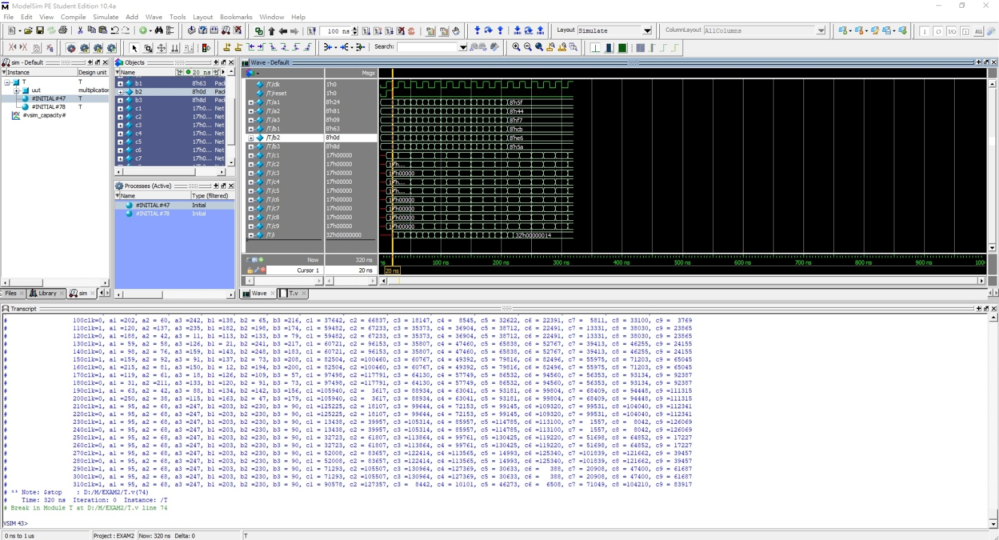 ModelSim PE Student Edition 10.4a
File Edit View Compile Simulate Add Wave Tools Layout Bookmarks Window Help
100 ns
Layout Simulate
ColumnLayout AllColumns
Search:
sim - Default
Instance Design unit
T T
uut multiplication
#INITIAL#47 T
#INITIAL#78 T
#vsim_capacity#
Files Library sim
Objects
Name 20 ns
b1 8'h63 Pack
b2 8'h0d Pack
b3 8'h8d Pack
c1 17'h0... Net
c2 17'h0... Net
c3 17'h0... Net
c4 17'h0... Net
c5 17'h0... Net
c6 17'h0... Net
c7 17'h0... Net
Processes (Active)
Name Type (filtered)
#INITIAL#47 Initial
#INITIAL#78 Initial
Wave - Default
Msgs
/T/clk 1'h0
/T/reset 1'h0
/T/a1 8'h24 8'h5f
/T/a2 8'h81 8'h44
/T/a3 8'h09 8'hf7
/T/b1 8'h63 8'hcb
/T/b2 8'h0d 8'he6
/T/b3 8'h8d 8'h5a
/T/c1 17'h00000
/T/c2 17'h00000 17'h...
/T/c3 17'h00000 17'h00000
/T/c4 17'h00000 17'h...
/T/c5 17'h00000 17'h...
/T/c6 17'h00000 17'h00000
/T/c7 17'h00000 17'h00000
/T/c8 17'h00000 17'h00000
/T/c9 17'h00000 17'h00000
/T/i 32'h00000000 32'h00000014
Now 320 ns ns 100 ns 200 ns 300 ns 400 ns 500 ns 600 ns 700 ns 800 ns 900 ns 100
Cursor 1 20 ns 20 ns
Wave T.v
Transcript
# 100clk=0, a1 =202, a2 = 60, a3 =242, b1 =138, b2 = 65, b3 =216, c1 = 37642, c2 = 66837, c3 = 18147, c4 = 8545, c5 = 32622, c6 = 22391, c7 = 5811, c8 = 33100, c9 = 3769
# 110clk=1, a1 =120, a2 =137, a3 =235, b1 =182, b2 =198, b3 =174, c1 = 59482, c2 = 67233, c3 = 35373, c4 = 36904, c5 = 38712, c6 = 22491, c7 = 13331, c8 = 38030, c9 = 23865
# 120clk=0, a1 =188, a2 = 42, a3 = 11, b1 =113, b2 =133, b3 = 79, c1 = 59482, c2 = 67233, c3 = 35373, c4 = 36904, c5 = 38712, c6 = 22491, c7 = 13331, c8 = 38030, c9 = 23865
# 130clk=1, a1 = 59, a2 = 58, a3 =126, b1 = 21, b2 =241, b3 =217, c1 = 60721, c2 = 96153, c3 = 35807, c4 = 47460, c5 = 65838, c6 = 52767, c7 = 39413, c8 = 46255, c9 = 24155
# 140clk=0, a1 = 98, a2 = 76, a3 =159, b1 =143, b2 =248, b3 =183, c1 = 60721, c2 = 96153, c3 = 35807, c4 = 47460, c5 = 65838, c6 = 52767, c7 = 39413, c8 = 46255, c9 = 24155
# 150clk=1, a1 =159, a2 = 92, a3 = 91, b1 =137, b2 = 73, b3 =208, c1 = 82504, c2 =100460, c3 = 60767, c4 = 49392, c5 = 79816, c6 = 82496, c7 = 55975, c8 = 71203, c9 = 65045
# 160clk=0, a1 =215, a2 = 81, a3 =150, b1 = 12, b2 =194, b3 =200, c1 = 82504, c2 =100460, c3 = 60767, c4 = 49392, c5 = 79816, c6 = 82496, c7 = 55975, c8 = 71203, c9 = 65045
# 170clk=1, a1 =119, a2 = 61, a3 = 18, b1 =126, b2 =109, b3 = 57, c1 = 97498, c2 =117791, c3 = 64130, c4 = 57749, c5 = 86532, c6 = 94560, c7 = 56353, c8 = 93134, c9 = 92387
# 180clk=0, a1 = 31, a2 =211, a3 =133, b1 =120, b2 = 91, b3 = 73, c1 = 97498, c2 =117791, c3 = 64130, c4 = 57749, c5 = 86532, c6 = 94560, c7 = 56353, c8 = 93134, c9 = 92387
# 190clk=1, a1 = 63, a2 = 42, a3 = 88, b1 =134, b2 =142, b3 =156, c1 =105940, c2 = 3617, c3 = 88934, c4 = 63041, c5 = 93181, c6 = 99804, c7 = 68409, c8 = 94448, c9 =111315
# 200clk=0, a1 =250, a2 = 38, a3 =115, b1 =163, b2 = 47, b3 =179, c1 =105940, c2 = 3617, c3 = 88934, c4 = 63041, c5 = 93181, c6 = 99804, c7 = 68409, c8 = 94448, c9 =111315
# 210clk=1, a1 = 95, a2 = 68, a3 =247, b1 =203, b2 =230, b3 = 90, c1 =125225, c2 = 18107, c3 = 99644, c4 = 72153, c5 = 99145, c6 =109320, c7 = 99531, c8 =104040, c9 =112341
# 220clk=0, a1 = 95, a2 = 68, a3 =247, b1 =203, b2 =230, b3 = 90, c1 =125225, c2 = 18107, c3 = 99644, c4 = 72153, c5 = 99145, c6 =109320, c7 = 99531, c8 =104040, c9 =112341
# 230clk=1, a1 = 95, a2 = 68, a3 =247, b1 =203, b2 =230, b3 = 90, c1 = 13438, c2 = 39957, c3 =105314, c4 = 85957, c5 =114785, c6 =113100, c7 = 1557, c8 = 8042, c9 =126069
# 240clk=0, a1 = 95, a2 = 68, a3 =247, b1 =203, b2 =230, b3 = 90, c1 = 13438, c2 = 39957, c3 =105314, c4 = 85957, c5 =114785, c6 =113100, c7 = 1557, c8 = 8042, c9 =126069
# 250clk=1, a1 = 95, a2 = 68, a3 =247, b1 =203, b2 =230, b3 = 90, c1 = 32723, c2 = 61807, c3 =113864, c4 = 99761, c5 =130425, c6 =119220, c7 = 51698, c8 = 64852, c9 = 17227
# 260clk=0, a1 = 95, a2 = 68, a3 =247, b1 =203, b2 =230, b3 = 90, c1 = 32723, c2 = 61807, c3 =113864, c4 = 99761, c5 =130425, c6 =119220, c7 = 51698, c8 = 64852, c9 = 17227
# 270clk=1, a1 = 95, a2 = 68, a3 =247, b1 =203, b2 =230, b3 = 90, c1 = 52008, c2 = 83657, c3 =122414, c4 =113565, c5 = 14993, c6 =125340, c7 =101839, c8 =121662, c9 = 39457
# 280clk=0, a1 = 95, a2 = 68, a3 =247, b1 =203, b2 =230, b3 = 90, c1 = 52008, c2 = 83657, c3 =122414, c4 =113565, c5 = 14993, c6 =125340, c7 =101839, c8 =121662, c9 = 39457
# 290clk=1, a1 = 95, a2 = 68, a3 =247, b1 =203, b2 =230, b3 = 90, c1 = 71293, c2 =105507, c3 =130964, c4 =127369, c5 = 30633, c6 = 388, c7 = 20908, c8 = 47400, c9 = 61687
# 300clk=0, a1 = 95, a2 = 68, a3 =247, b1 =203, b2 =230, b3 = 90, c1 = 71293, c2 =105507, c3 =130964, c4 =127369, c5 = 30633, c6 = 388, c7 = 20908, c8 = 47400, c9 = 61687
# 310clk=1, a1 = 95, a2 = 68, a3 =247, b1 =203, b2 =230, b3 = 90, c1 = 90578, c2 =127357, c3 = 8442, c4 = 10101, c5 = 46273, c6 = 6508, c7 = 71049, c8 =104210, c9 = 83917
# ** Note: $stop : D:/M/EXAM2/T.v(74)
# Time: 320 ns Iteration: 0 Instance: /T
# Break in Module T at D:/M/EXAM2/T.v line 74
VSIM 43>
0 ns to 1 us Project : EXAM2 Now: 320 ns Delta: 0 T